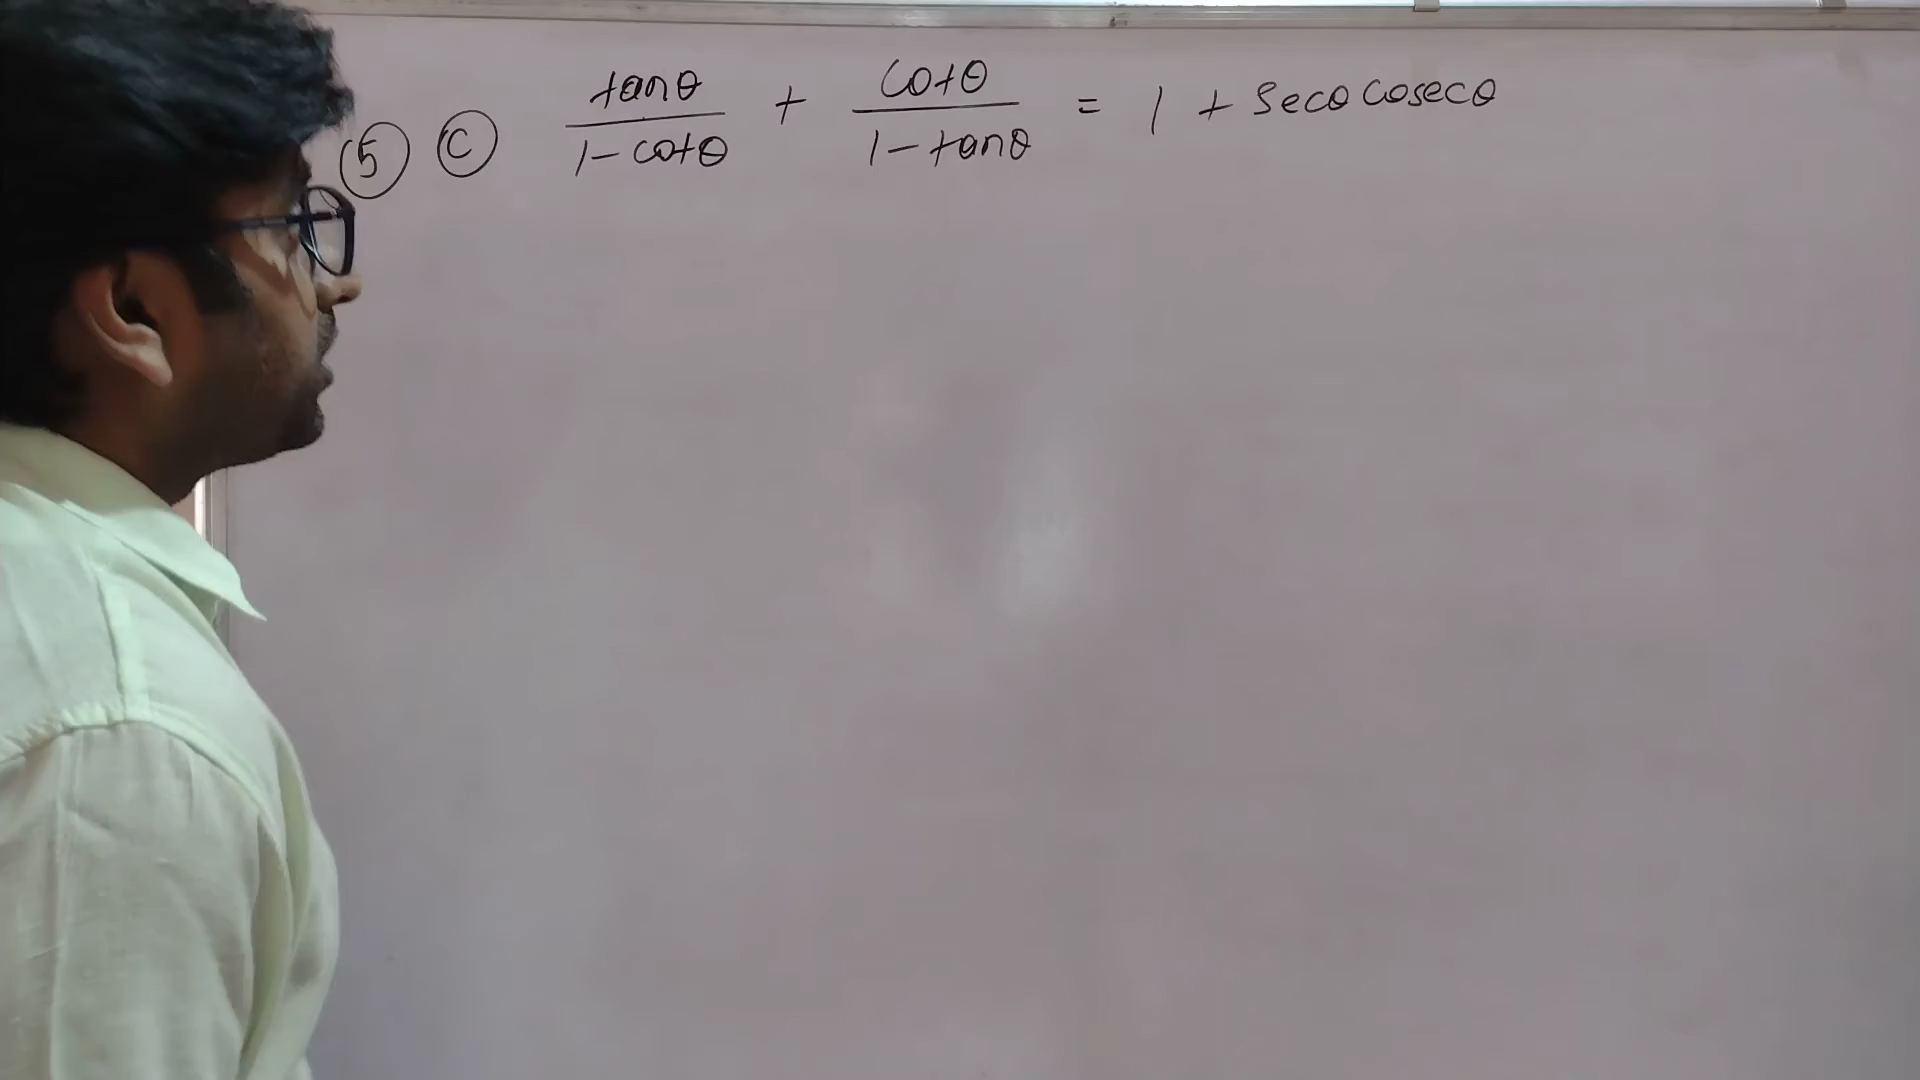 ⑤ ⓒ tanθ/1-cotθ + cotθ/1-tanθ = 1 + secθ cosecθ